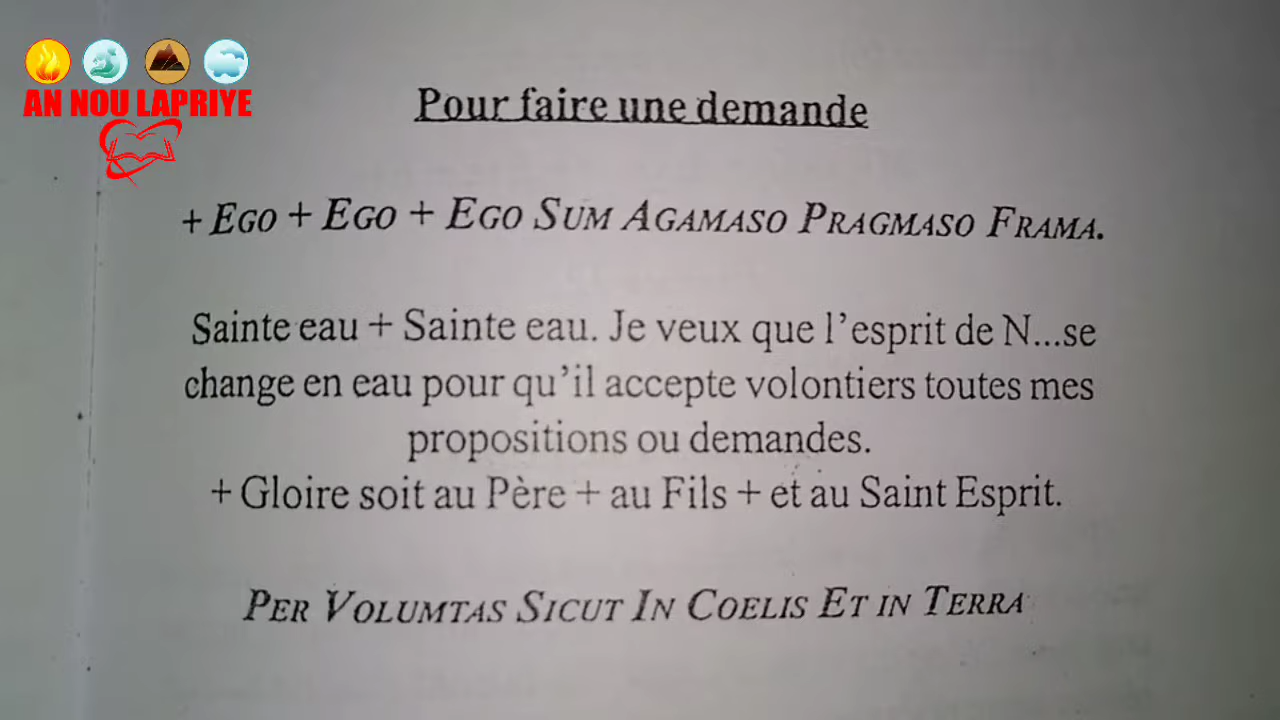 AN NOU LAPRIYE
Pour faire une demande
+ EGO + EGO + EGO SUM AGAMASO PRAGMASO FRAMA.
Sainte eau + Sainte eau. Je veux que l'esprit de N...se
change en eau pour qu'il accepte volontiers toutes mes
propositions ou demandes.
+ Gloire soit au Père + au Fils + et au Saint Esprit.
PER VOLUMTAS SICUT IN COELIS ET IN TERRA